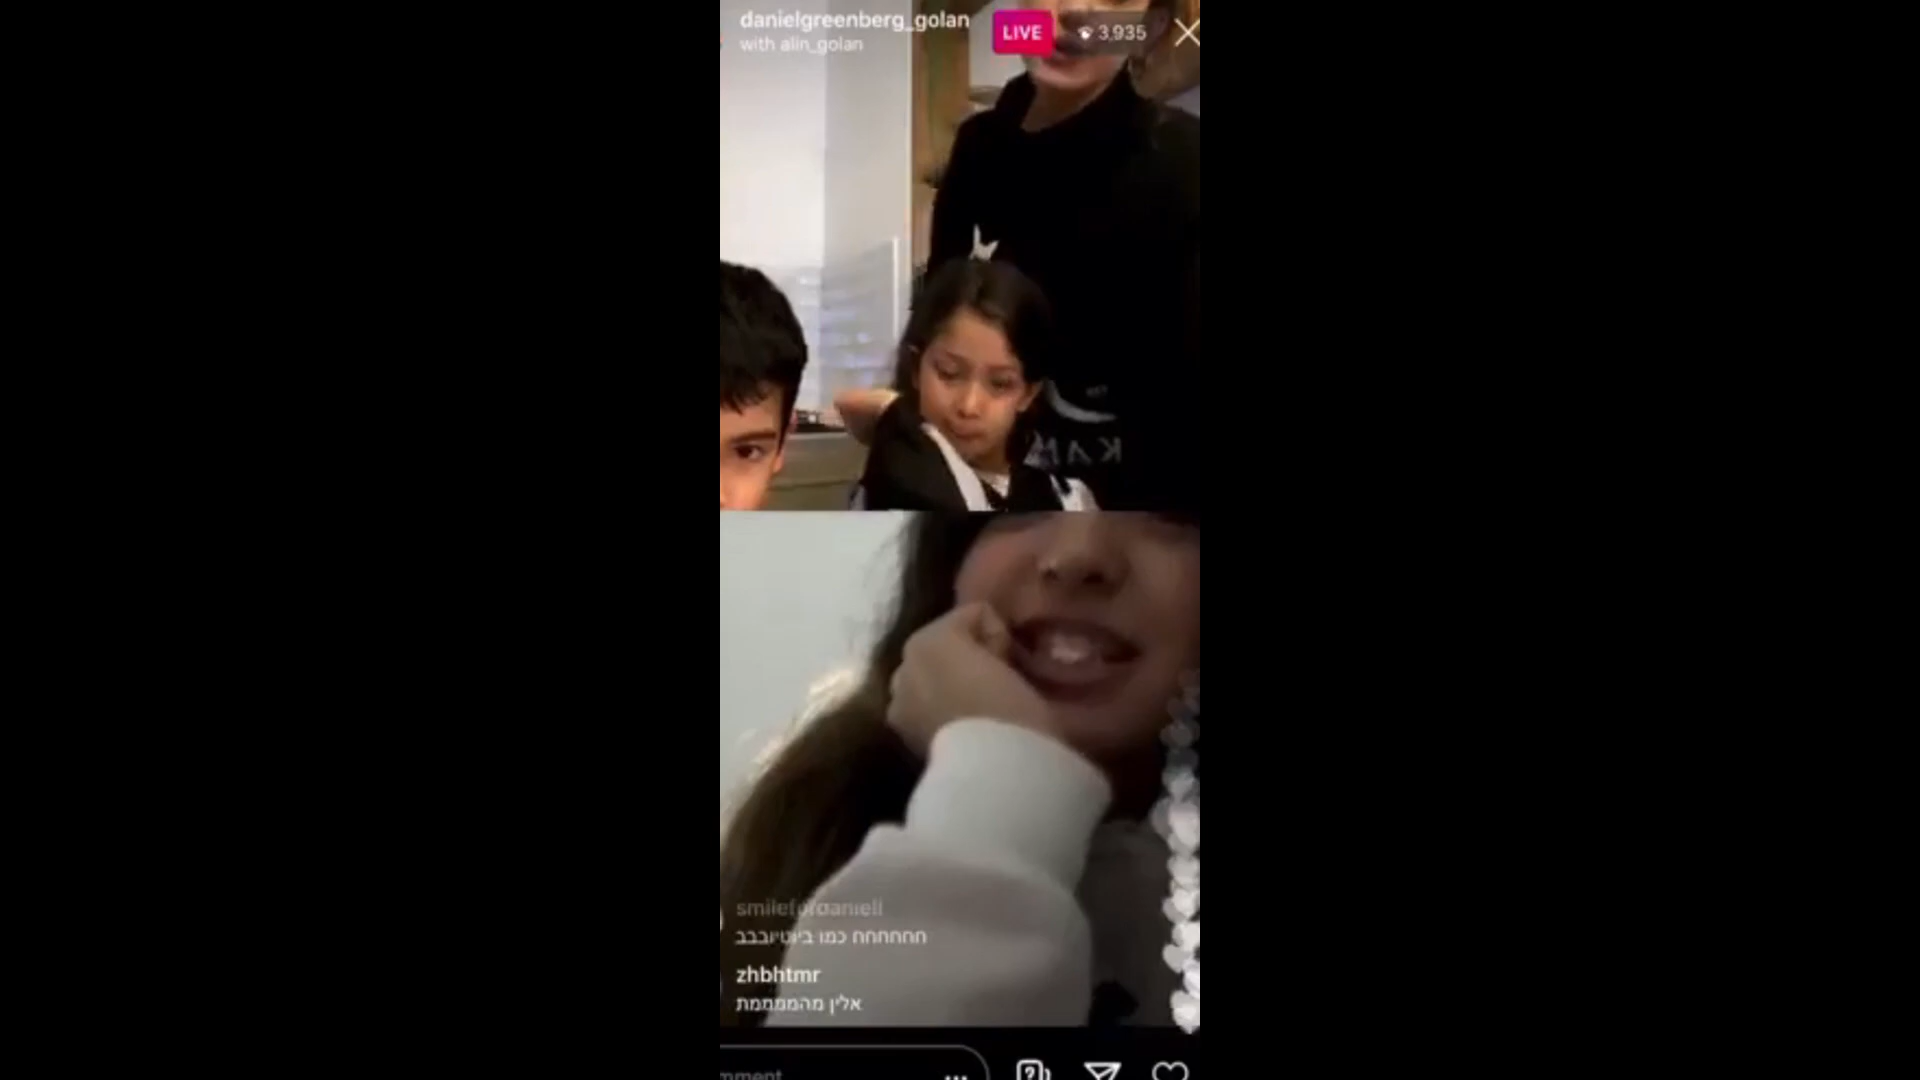 danielgreenberg_golan
LIVE
3,935
with alin_golan
smilefordaniell
חחחחחח כמו ביוטיובבב
zhbhtmr
אלין מהממממת